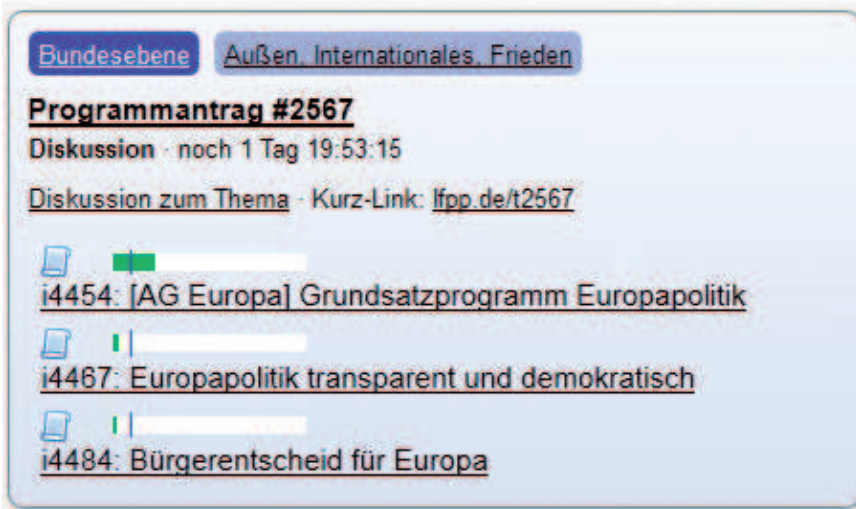 Bundesebene Außen, Internationales, Frieden
Programmantrag #2567
Diskussion · noch 1 Tag 19:53:15
Diskussion zum Thema · Kurz-Link: lfpp.de/t2567
i4454: [AG Europa] Grundsatzprogramm Europapolitik
i4467: Europapolitik transparent und demokratisch
i4484: Bürgerentscheid für Europa